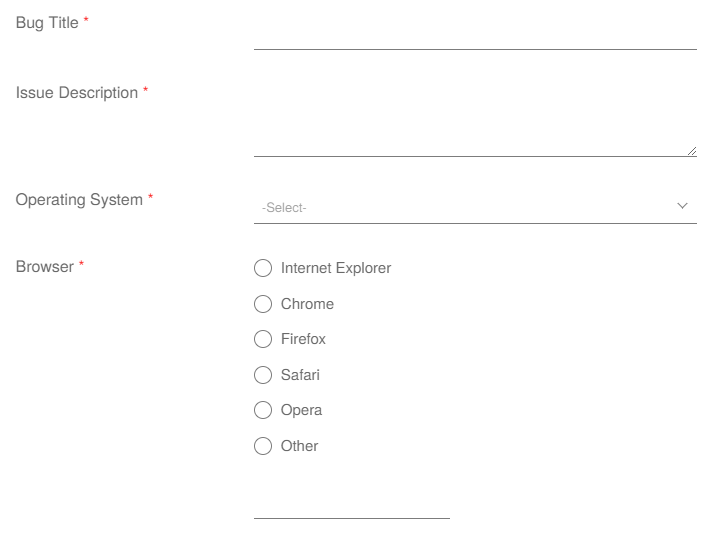 Bug Title *
Issue Description *
Operating System *
-Select-
Browser *
Internet Explorer
Chrome
Firefox
Safari
Opera
Other